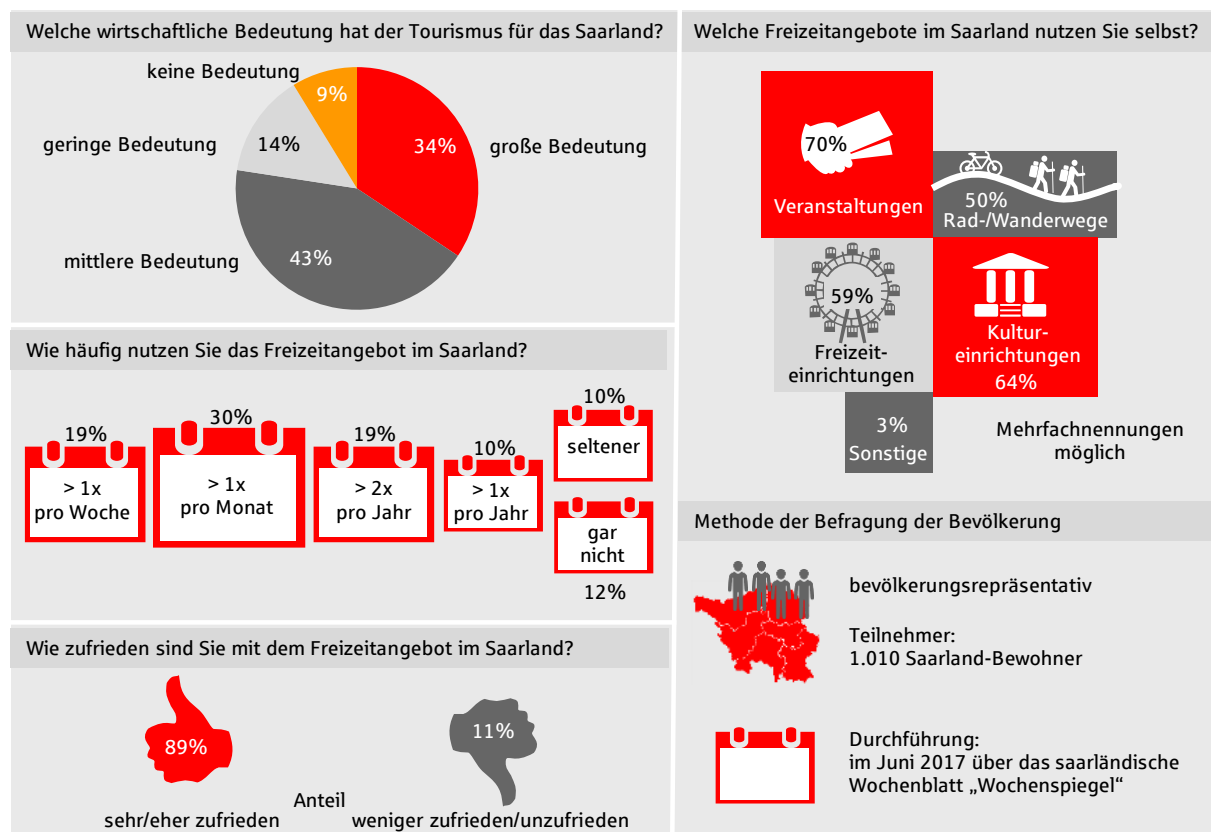 Welche wirtschaftliche Bedeutung hat der Tourismus für das Saarland?
keine Bedeutung
9%
geringe Bedeutung
14%
34%
große Bedeutung
mittlere Bedeutung
43%
Wie häufig nutzen Sie das Freizeitangebot im Saarland?
19%
> 1x
pro Woche
30%
> 1x
pro Monat
19%
> 2x
pro Jahr
10%
> 1x
pro Jahr
10%
seltener
gar
nicht
12%
Wie zufrieden sind Sie mit dem Freizeitangebot im Saarland?
89%
11%
Anteil
sehr/eher zufrieden
weniger zufrieden/unzufrieden
Welche Freizeitangebote im Saarland nutzen Sie selbst?
70%
Veranstaltungen
50%
Rad-/Wanderwege
59%
Freizeit-
einrichtungen
Kultur-
einrichtungen
64%
3%
Sonstige
Mehrfachnennungen
möglich
Methode der Befragung der Bevölkerung
bevölkerungsrepräsentativ
Teilnehmer:
1.010 Saarland-Bewohner
Durchführung:
im Juni 2017 über das saarländische
Wochenblatt „Wochenspiegel“